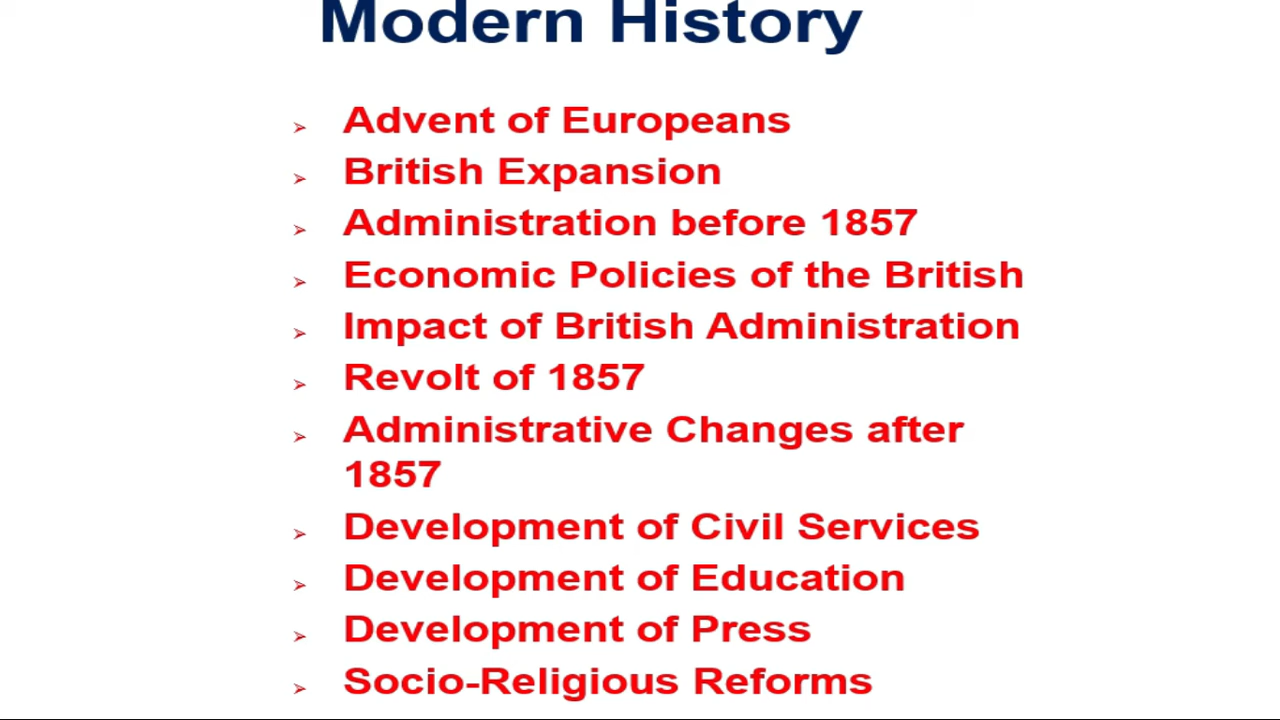 Modern History
➢ Advent of Europeans
➢ British Expansion
➢ Administration before 1857
➢ Economic Policies of the British
➢ Impact of British Administration
➢ Revolt of 1857
➢ Administrative Changes after
1857
➢ Development of Civil Services
➢ Development of Education
➢ Development of Press
➢ Socio-Religious Reforms